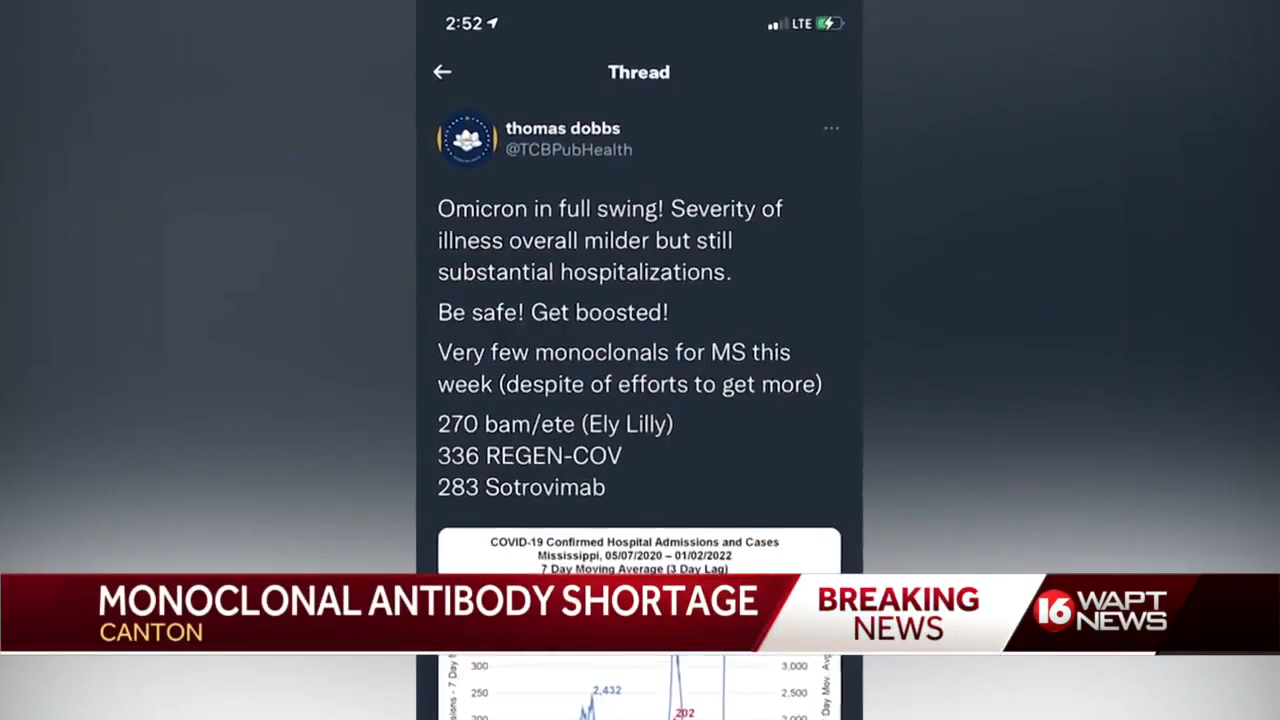 2:52
LTE
Thread
thomas dobbs
@TCBPubHealth
Omicron in full swing! Severity of
illness overall milder but still
substantial hospitalizations.
Be safe! Get boosted!
Very few monoclonals for MS this
week (despite of efforts to get more)
270 bam/ete (Ely Lilly)
336 REGEN-COV
283 Sotrovimab
COVID-19 Confirmed Hospital Admissions and Cases
Mississippi, 05/07/2020 – 01/02/2022
7 Day Moving Average (3 Day Lag)
MONOCLONAL ANTIBODY SHORTAGE
CANTON
BREAKING
NEWS
16 WAPT
NEWS
300
3,000
250
2,432
2,500
202